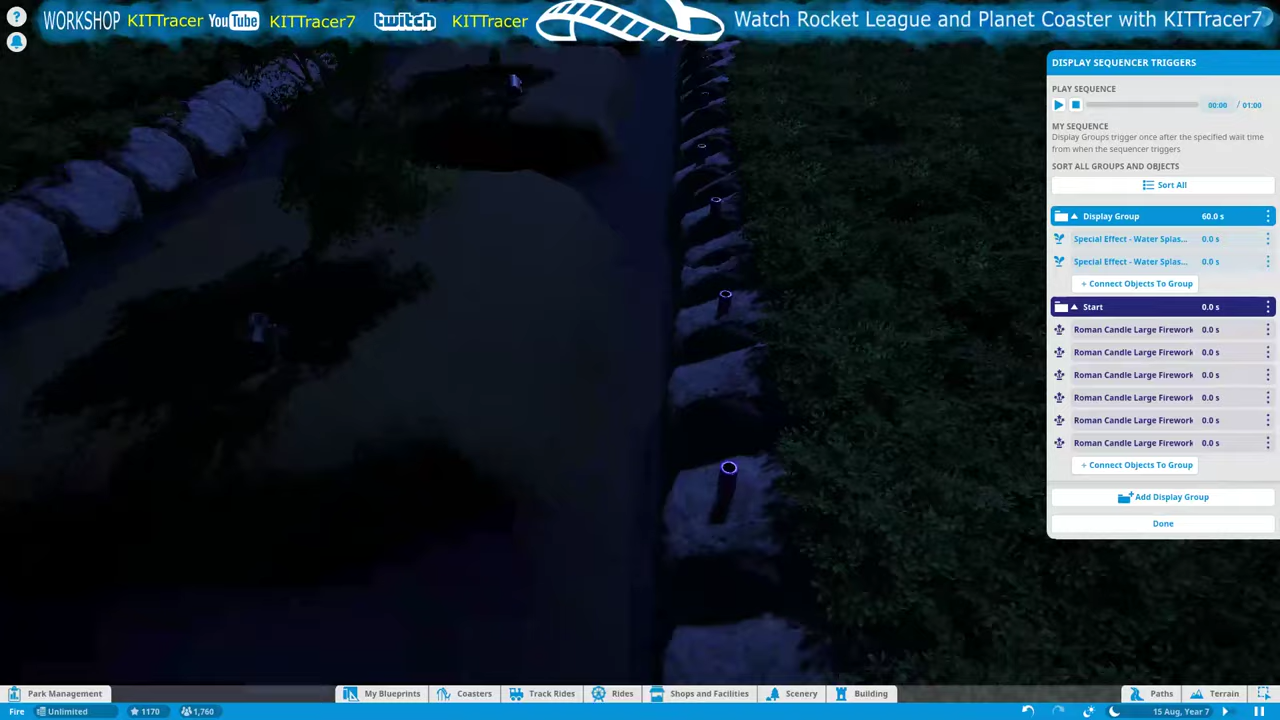 WORKSHOP KITTracer YouTube KITTracer7 twitch KITTracer Watch Rocket League and Planet Coaster with KITTracer7
?
DISPLAY SEQUENCER TRIGGERS
PLAY SEQUENCE
00:00 / 01:00
MY SEQUENCE
Display Groups trigger once after the specified wait time
from when the sequencer triggers
SORT ALL GROUPS AND OBJECTS
Sort All
Display Group 60.0 s
Special Effect - Water Splas... 0.0 s
Special Effect - Water Splas... 0.0 s
+ Connect Objects To Group
Start 0.0 s
Roman Candle Large Firework 0.0 s
Roman Candle Large Firework 0.0 s
Roman Candle Large Firework 0.0 s
Roman Candle Large Firework 0.0 s
Roman Candle Large Firework 0.0 s
Roman Candle Large Firework 0.0 s
+ Connect Objects To Group
Add Display Group
Done
Park Management My Blueprints Coasters Track Rides Rides Shops and Facilities Scenery Building Paths Terrain
Fire Unlimited 1170 1,760 15 Aug, Year 7